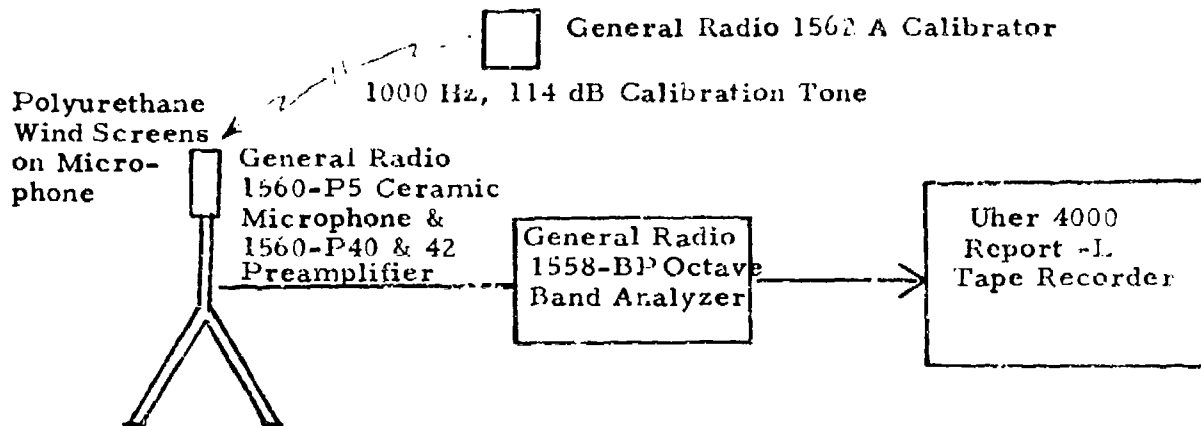 General Radio 1562 A Calibrator
1000 Hz, 114 dB Calibration Tone
Polyurethane
Wind Screens
on Micro-
phone
General Radio
1560-P5 Ceramic
Microphone &
1560-P40 & 42
Preamplifier
General Radio
1558-BP Octave
Band Analyzer
Uher 4000
Report -L
Tape Recorder